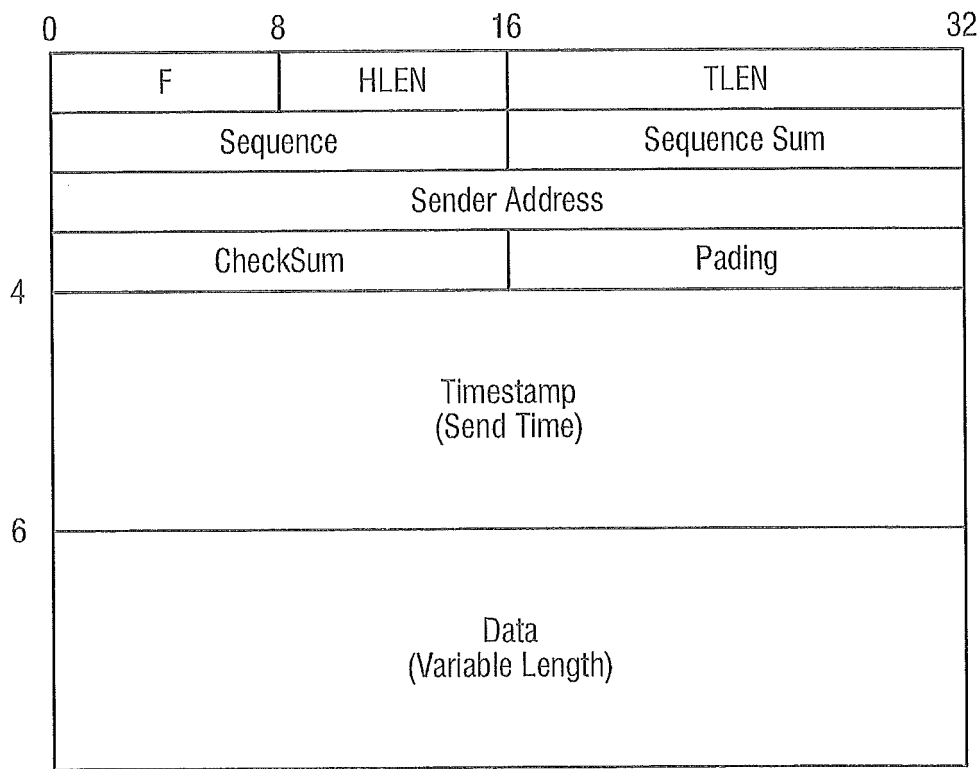 0 8 16 32
F HLEN TLEN
Sequence Sequence Sum
Sender Address
CheckSum Pading
4
Timestamp
(Send Time)
6
Data
(Variable Length)